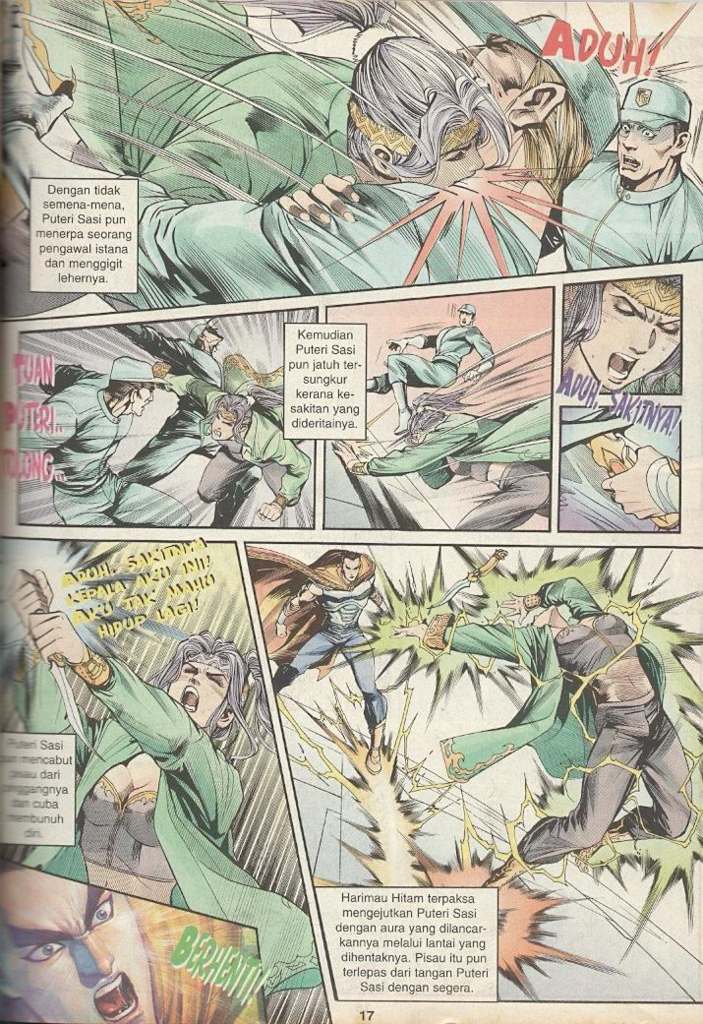 ADUH!
Dengan tidak
semena-mena,
Puteri Sasi pun
menerpa seorang
pengawal istana
dan menggigit
lehernya.
TUAN
PUTERI..
TOLONG..
Kemudian
Puteri Sasi
pun jatuh ter-
sungkur
kerana ke-
sakitan yang
dideritainya.
ADUH, SAKITNYA!
ADUH.. SAKITNYA
KEPALA AKU INI!
AKU TAK MAHU
HIDUP LAGI!
Puteri Sasi
pun mencabut
pisau dari
pinggangnya
dan cuba
membunuh
diri.
BERHENTI!
Harimau Hitam terpaksa
mengejutkan Puteri Sasi
dengan aura yang dilancar-
kannya melalui lantai yang
dihentaknya. Pisau itu pun
terlepas dari tangan Puteri
Sasi dengan segera.
17